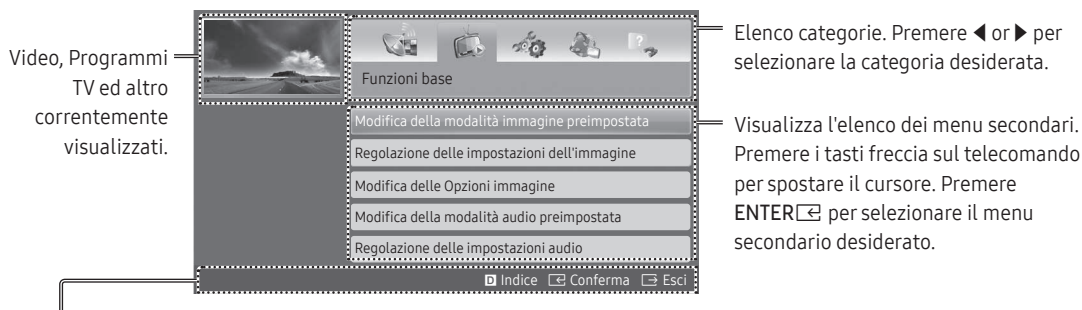 Video, Programmi
TV ed altro
correntemente
visualizzati.
Funzioni base
Modifica della modalità immagine preimpostata
Regolazione delle impostazioni dell'immagine
Modifica delle Opzioni immagine
Modifica della modalità audio preimpostata
Regolazione delle impostazioni audio
D Indice Conferma Esci
Elenco categorie. Premere ◀ or ▶ per
selezionare la categoria desiderata.
Visualizza l'elenco dei menu secondari.
Premere i tasti freccia sul telecomando
per spostare il cursore. Premere
ENTER per selezionare il menu
secondario desiderato.